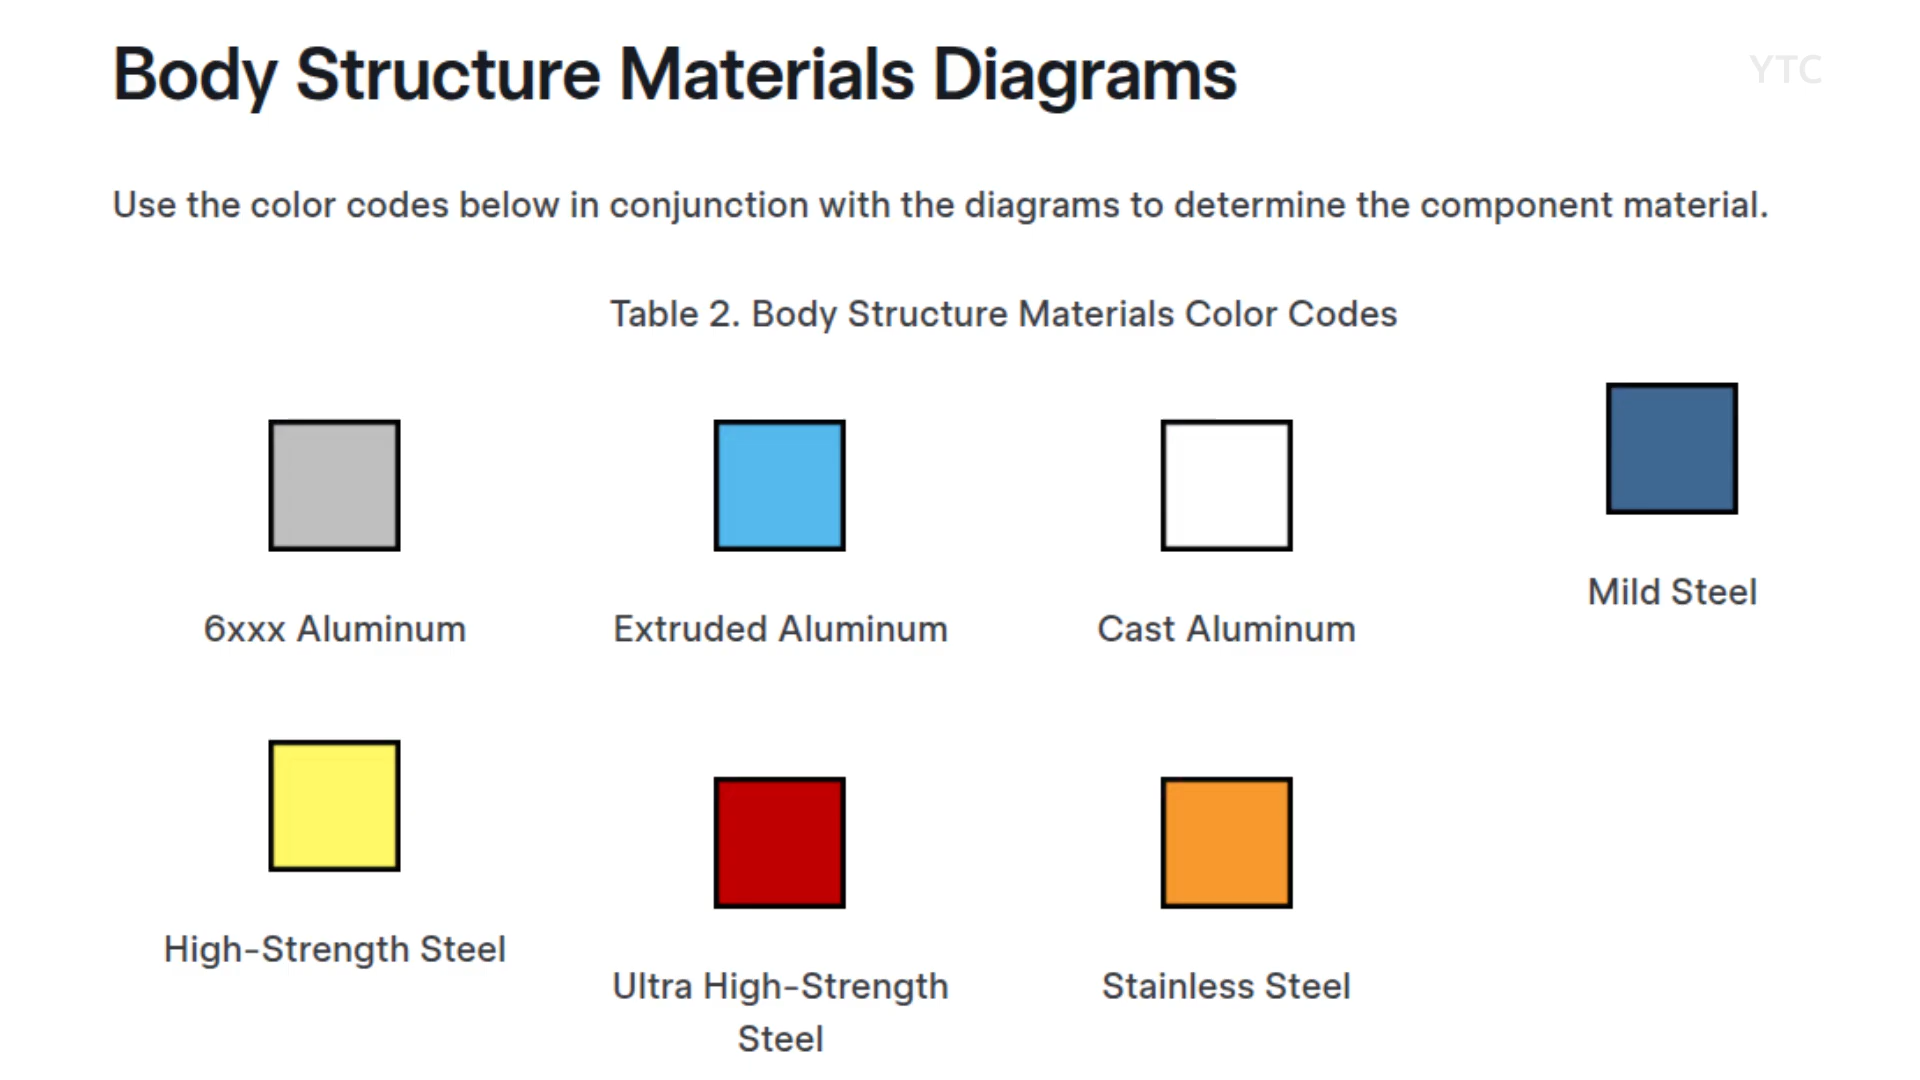 Body Structure Materials Diagrams
YTC
Use the color codes below in conjunction with the diagrams to determine the component material.
Table 2. Body Structure Materials Color Codes
6xxx Aluminum
Extruded Aluminum
Cast Aluminum
Mild Steel
High-Strength Steel
Ultra High-Strength
Steel
Stainless Steel